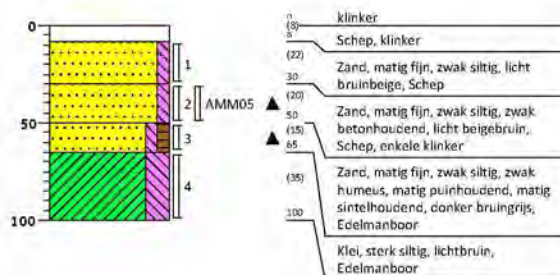 0
50
100
1
2
3
4
AMM05
0
(8)
8
(22)
30
(20)
50
(15)
65
(35)
100
klinker
Schep, klinker
Zand, matig fijn, zwak siltig, licht
bruinbeige, Schep
Zand, matig fijn, zwak siltig, zwak
betonhoudend, licht beigebruin,
Schep, enkele klinker
Zand, matig fijn, zwak siltig, zwak
humeus, matig puinhoudend, matig
sintelhoudend, donker bruingrijs,
Edelmanboor
Klei, sterk siltig, lichtbruin,
Edelmanboor